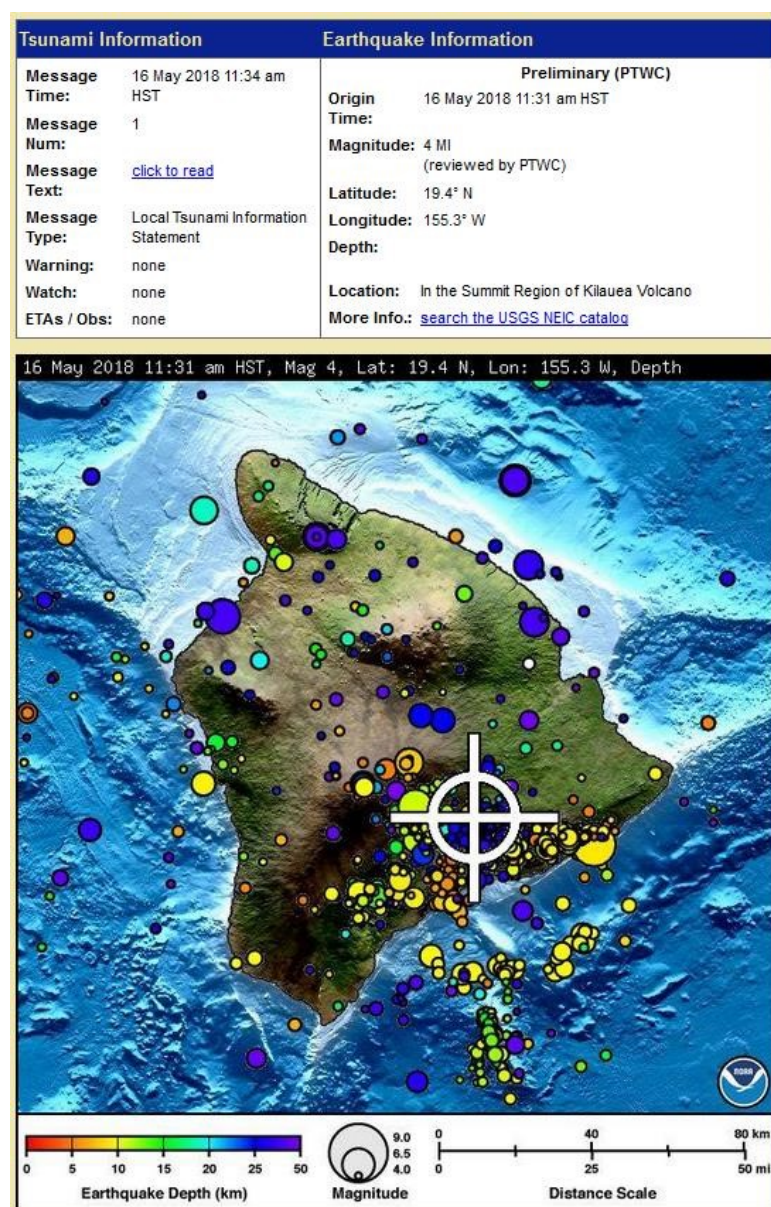 Tsunami Information
Message Time: 16 May 2018 11:34 am HST
Message Num: 1
Message Text: click to read
Message Type: Local Tsunami Information Statement
Warning: none
Watch: none
ETAs / Obs: none
Earthquake Information
Preliminary (PTWC)
Origin Time: 16 May 2018 11:31 am HST
Magnitude: 4 Ml
(reviewed by PTWC)
Latitude: 19.4° N
Longitude: 155.3° W
Depth:
Location: In the Summit Region of Kilauea Volcano
More Info.: search the USGS NEIC catalog
16 May 2018 11:31 am HST, Mag 4, Lat: 19.4 N, Lon: 155.3 W, Depth
NOAA
0 5 10 15 20 25 50
Earthquake Depth (km)
9.0
6.5
4.0
Magnitude
0 40 80 km
0 25 50 mi
Distance Scale